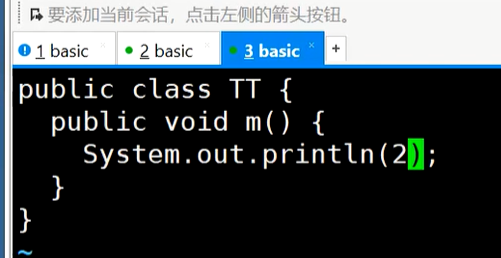 要添加当前会话，点击左侧的箭头按钮。
1 basic × 2 basic × 3 basic × +
public class TT {
  public void m() {
    System.out.println(2);
  }
}
~